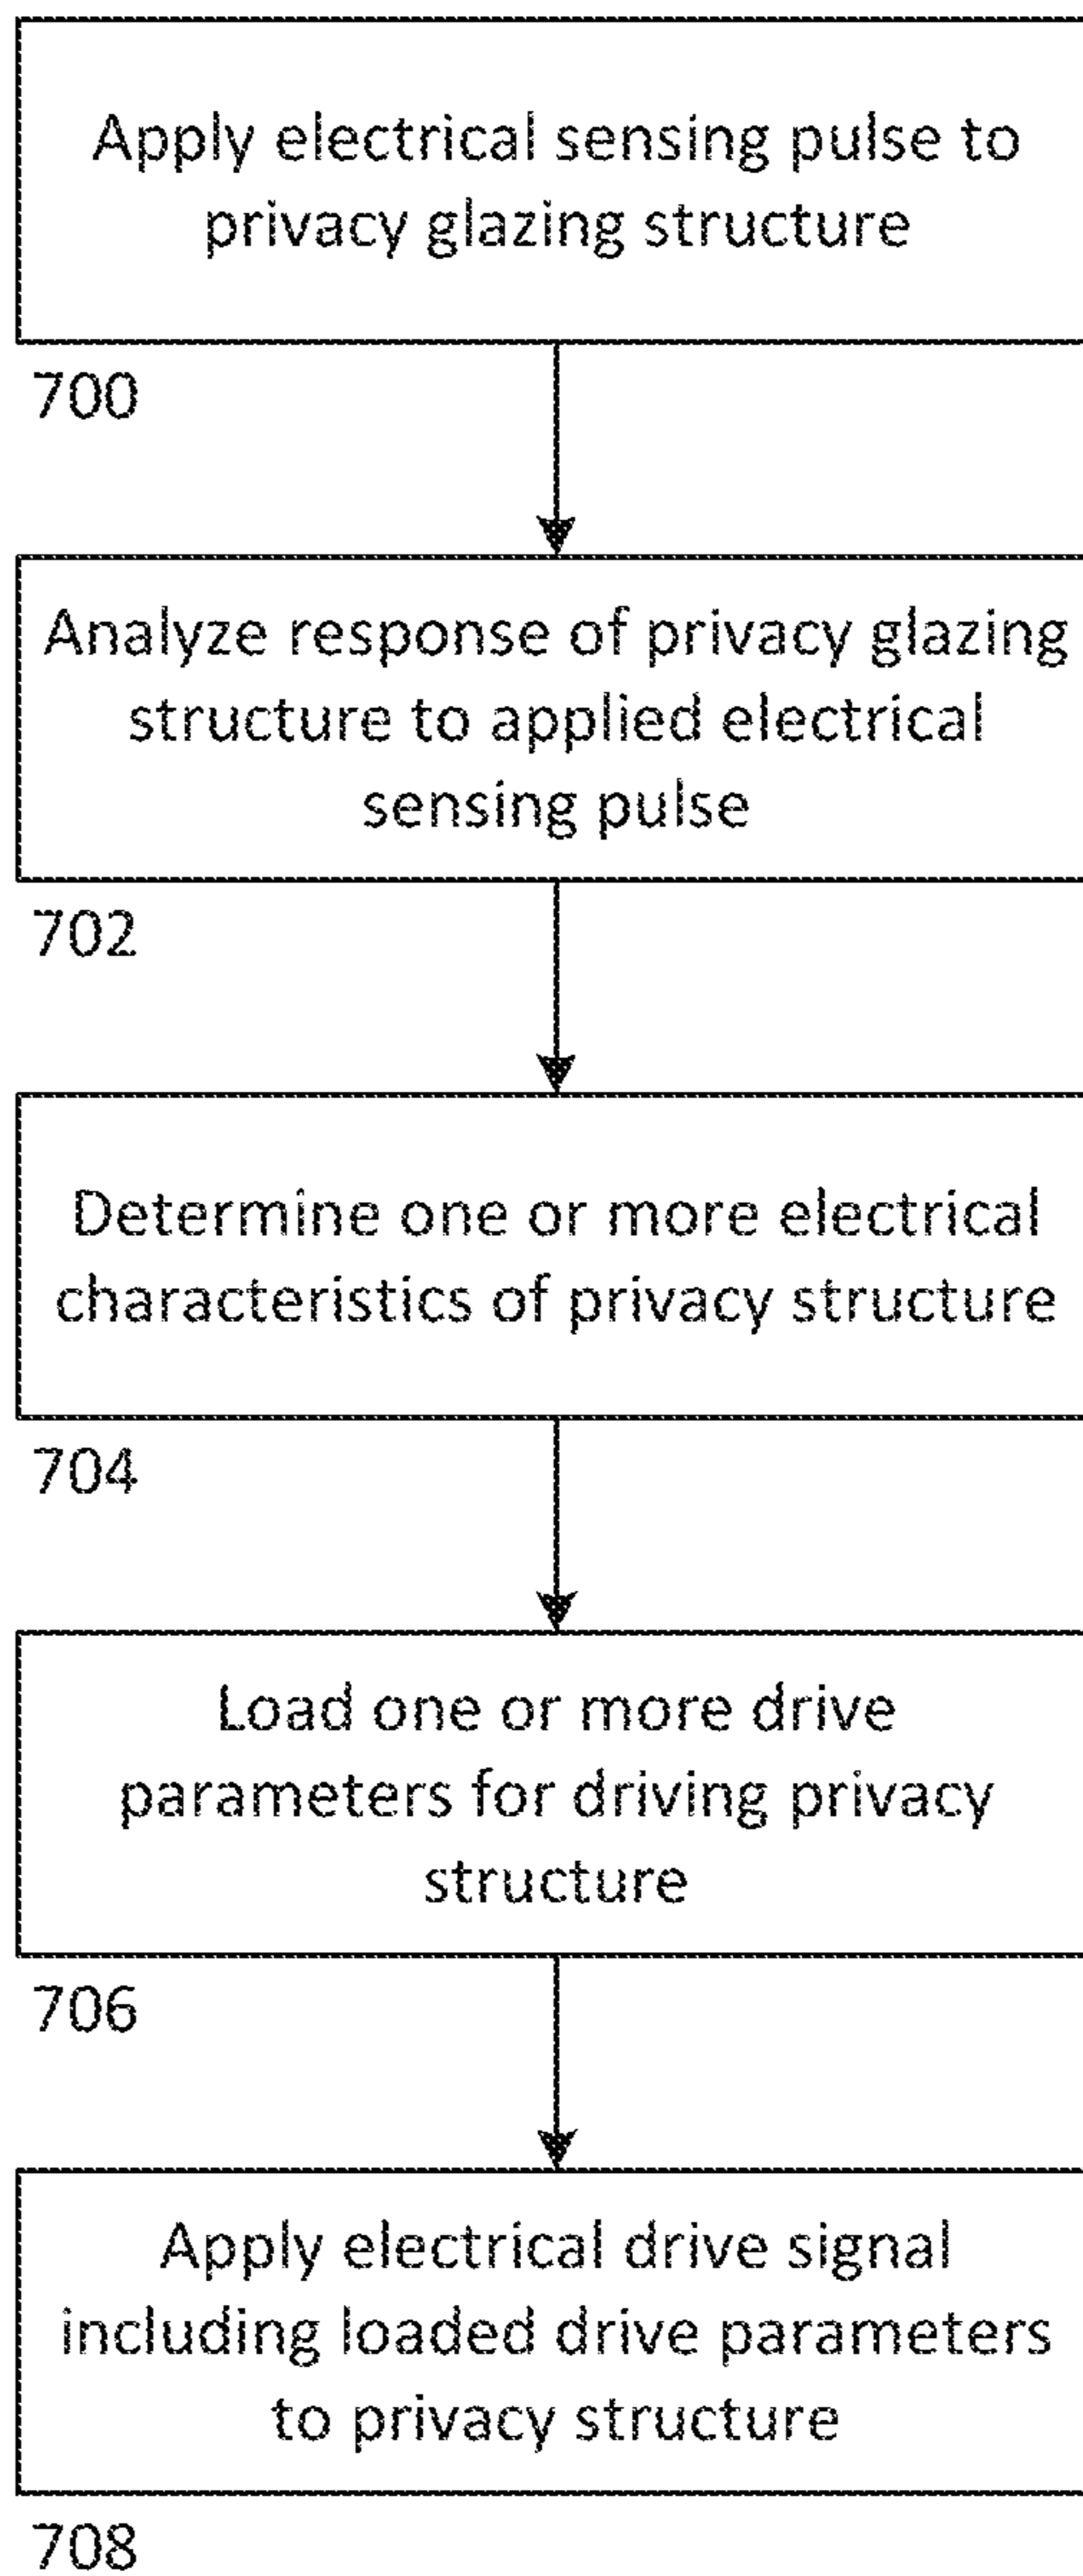 Apply electrical sensing pulse to
privacy glazing structure
700
Analyze response of privacy glazing
structure to applied electrical
sensing pulse
702
Determine one or more electrical
characteristics of privacy structure
704
Load one or more drive
parameters for driving privacy
structure
706
Apply electrical drive signal
including loaded drive parameters
to privacy structure
708